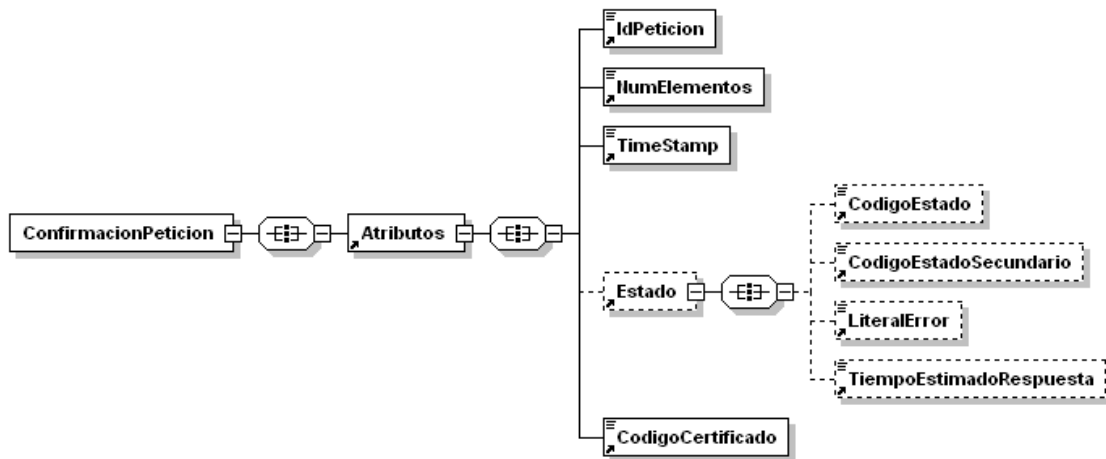 IdPeticion
NumElementos
TimeStamp
ConfirmacionPeticion
Atributos
Estado
CodigoEstado
CodigoEstadoSecundario
LiteralError
TiempoEstimadoRespuesta
CodigoCertificado